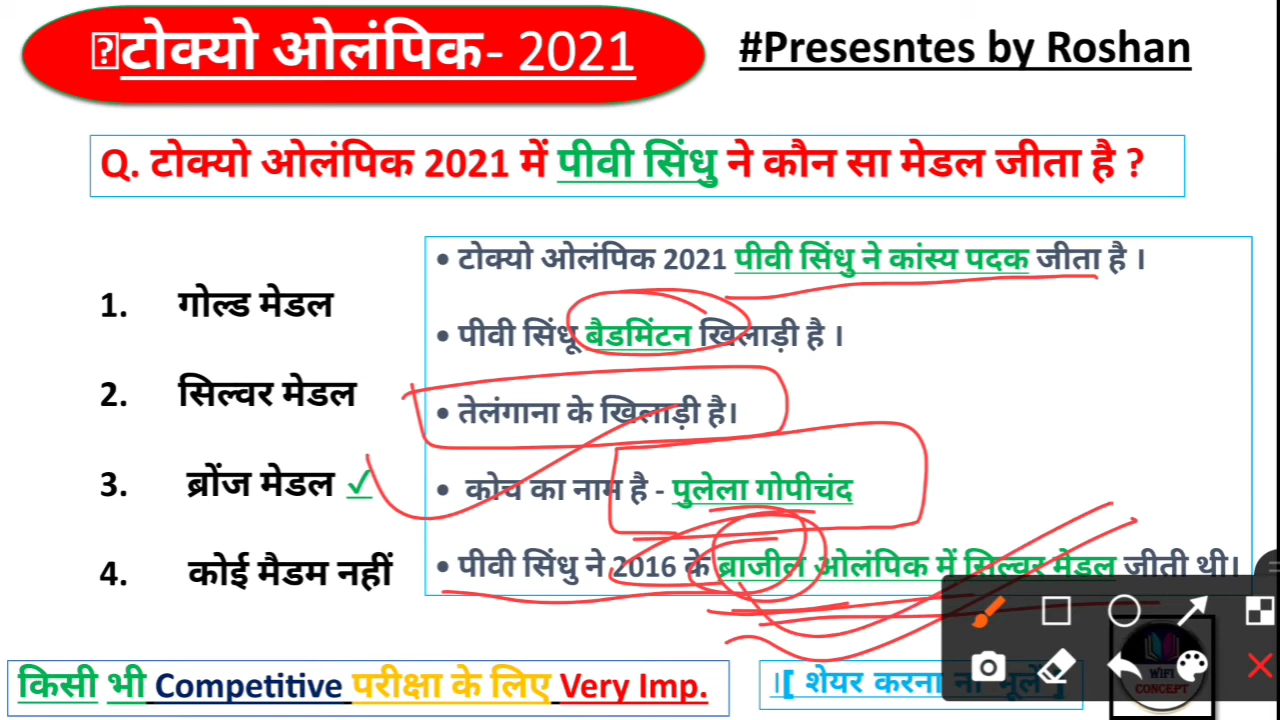 टोक्यो ओलंपिक- 2021
#Presesntes by Roshan
Q. टोक्यो ओलंपिक 2021 में पीवी सिंधु ने कौन सा मेडल जीता है ?
1. गोल्ड मेडल
2. सिल्वर मेडल
3. ब्रोंज मेडल ✓
4. कोई मैडम नहीं
• टोक्यो ओलंपिक 2021 पीवी सिंधु ने कांस्य पदक जीता है ।
• पीवी सिंधू बैडमिंटन खिलाड़ी है ।
• तेलंगाना के खिलाड़ी है।
• कोच का नाम है - पुलेला गोपीचंद
• पीवी सिंधु ने 2016 के ब्राजील ओलंपिक में सिल्वर मेडल जीती थी।
किसी भी Competitive परीक्षा के लिए Very Imp.
।[ शेयर करना ना भूलें ]
WiFi
CONCEPT